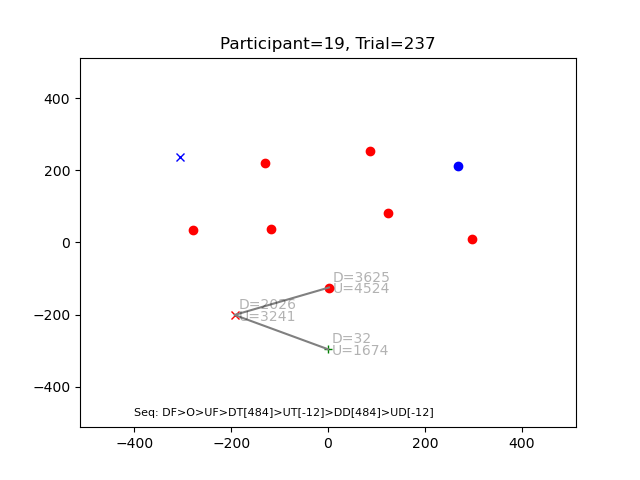 Participant=19, Trial=237
400
200
0
−200
−400
D=3625
U=4524
D=2026
U=3241
D=32
U=1674
Seq: DF>O>UF>DT[484]>UT[-12]>DD[484]>UD[-12]
−400 −200 0 200 400